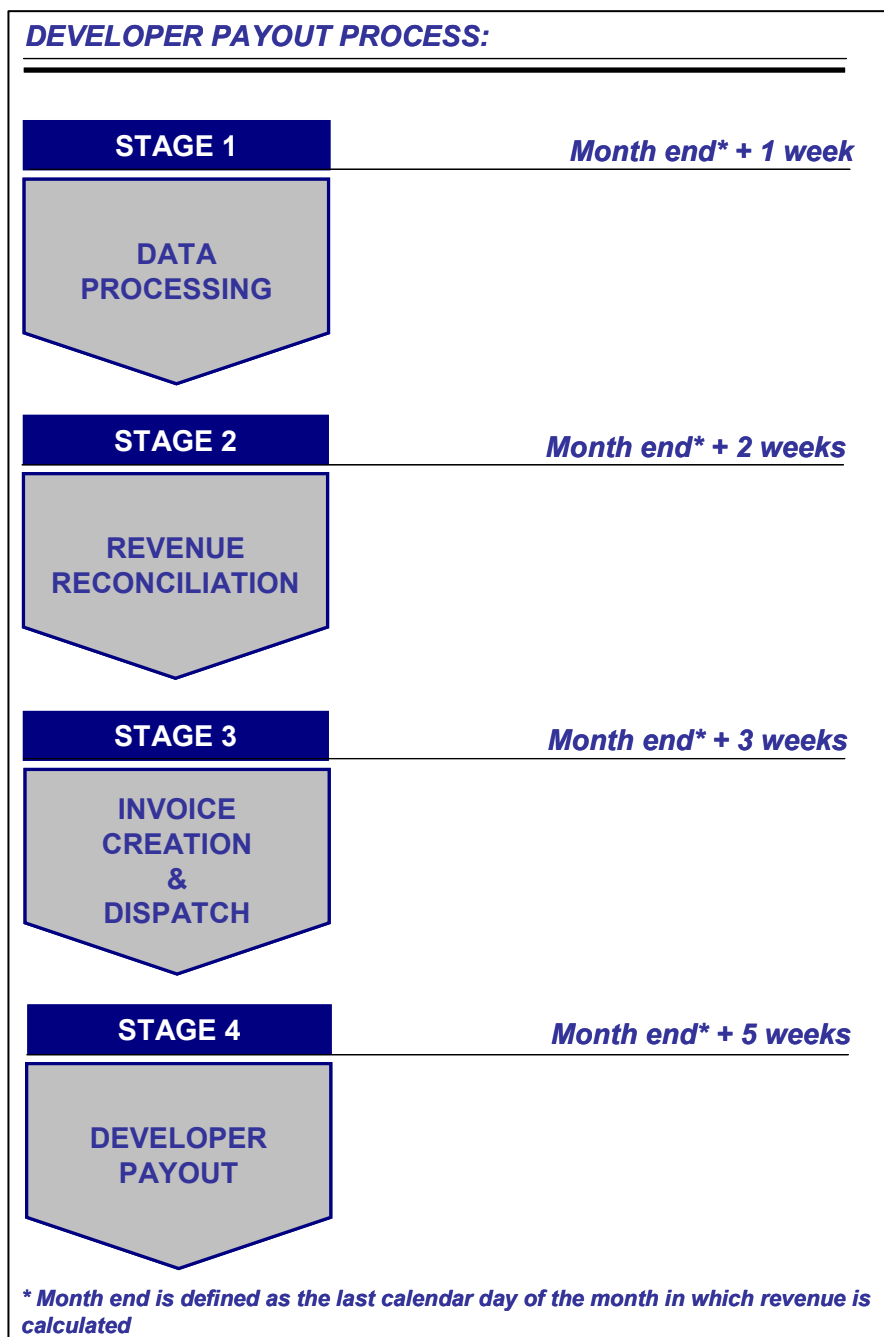 DEVELOPER PAYOUT PROCESS:
STAGE 1
Month end* + 1 week
DATA
PROCESSING
STAGE 2
Month end* + 2 weeks
REVENUE
RECONCILIATION
STAGE 3
Month end* + 3 weeks
INVOICE
CREATION
&
DISPATCH
STAGE 4
Month end* + 5 weeks
DEVELOPER
PAYOUT
* Month end is defined as the last calendar day of the month in which revenue is
calculated